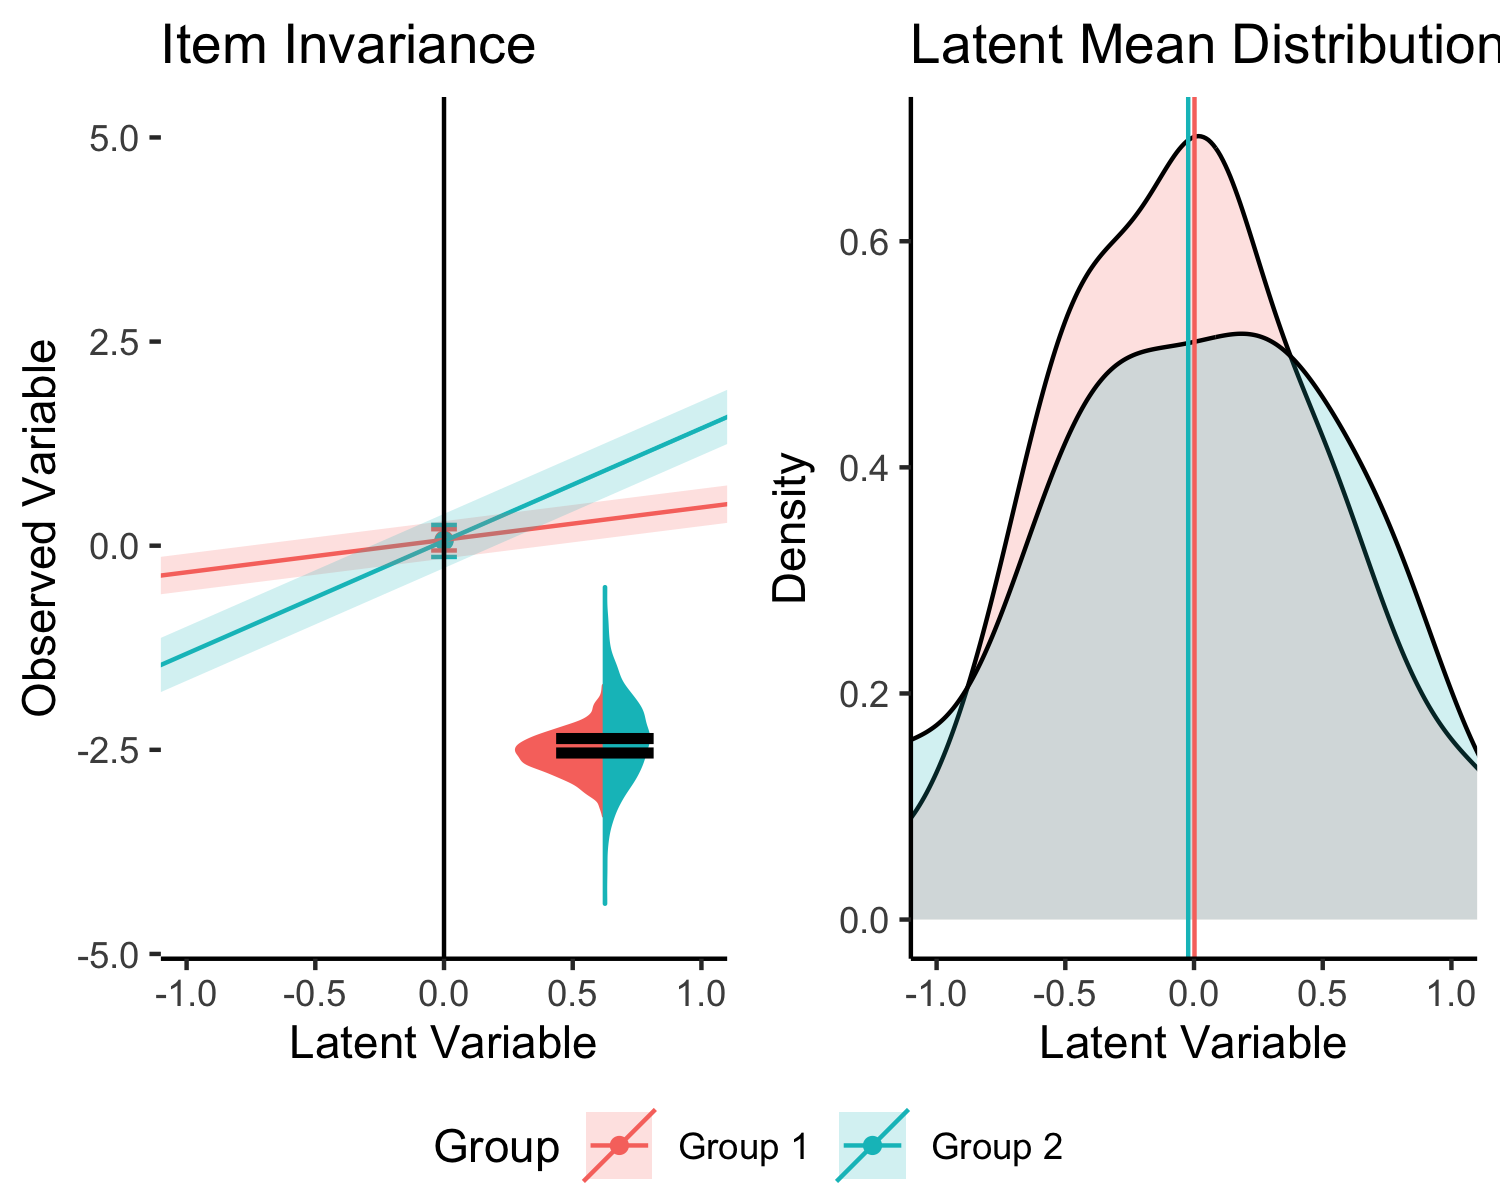 Item Invariance
Latent Mean Distribution
Observed Variable
5.0
2.5
0.0
-2.5
-5.0
-1.0 -0.5 0.0 0.5 1.0
Latent Variable
Density
0.6
0.4
0.2
0.0
-1.0 -0.5 0.0 0.5 1.0
Latent Variable
Group Group 1 Group 2